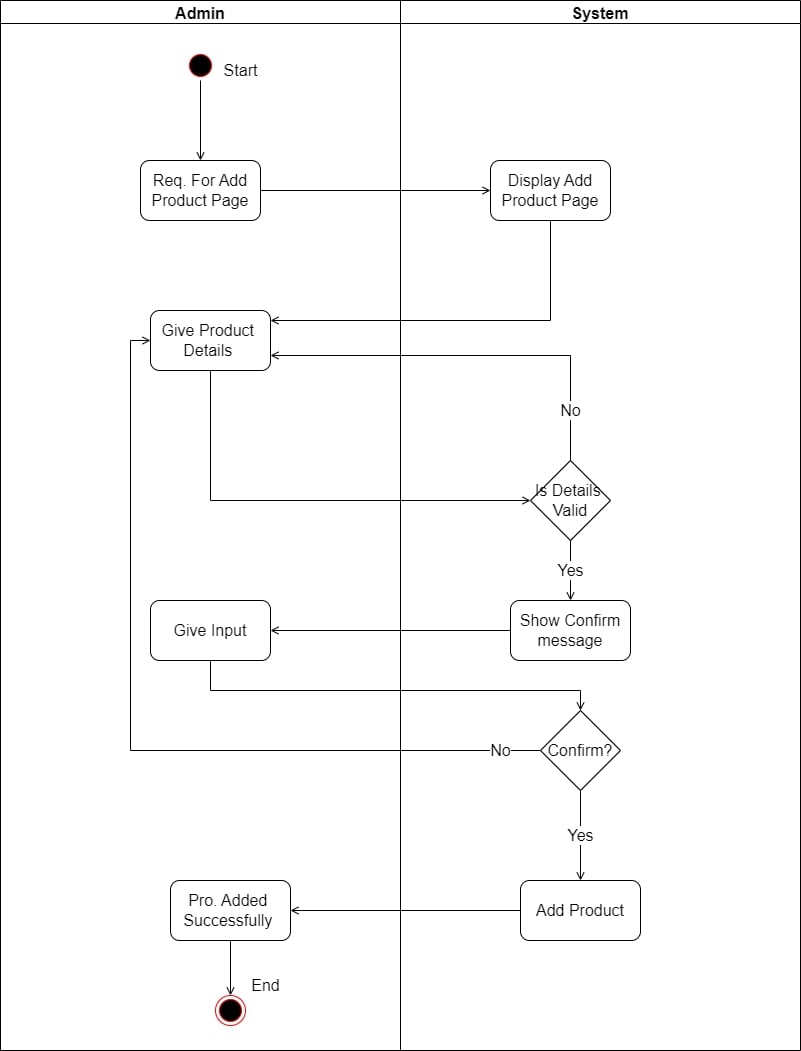 Admin
System
Start
Req. For Add
Product Page
Display Add
Product Page
Give Product
Details
No
Is Details
Valid
Yes
Give Input
Show Confirm
message
No
Confirm?
Yes
Pro. Added
Successfully
Add Product
End